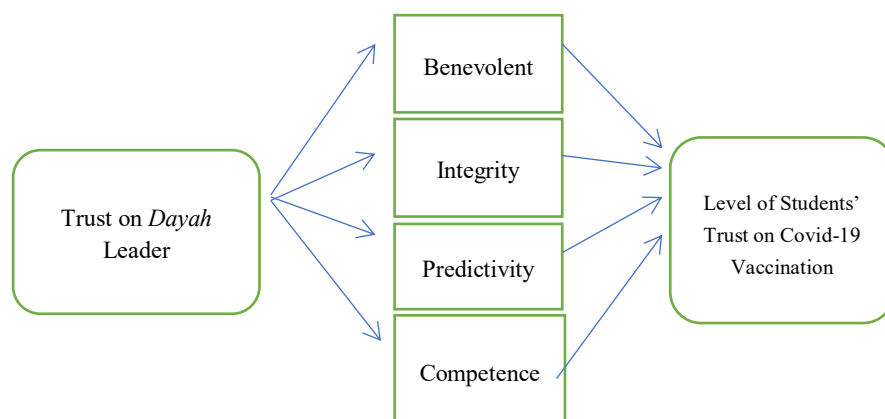 Benevolent
Integrity
Trust on Dayah
Leader
Predictivity
Competence
Level of Students’
Trust on Covid-19
Vaccination